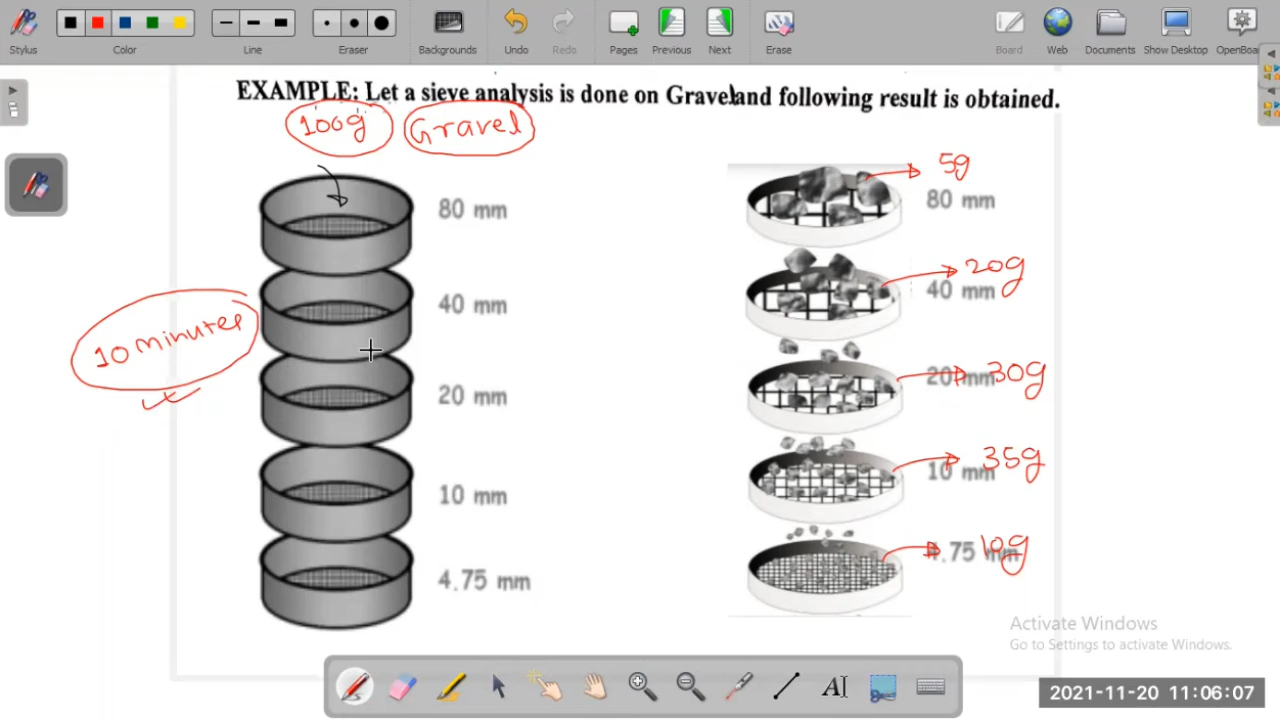 Stylus
Color
Line
Eraser
Backgrounds
Undo
Redo
Pages
Previous
Next
Erase
Board
Web
Documents
Show Desktop
OpenBoa
EXAMPLE: Let a sieve analysis is done on Gravel and following result is obtained.
100g Gravel
80 mm
40 mm
10 minutes
20 mm
10 mm
4.75 mm
5g
80 mm
20g
40 mm
20 mm 30g
35g
10 mm
4.75 mm 10g
Activate Windows
Go to Settings to activate Windows.
AI
2021-11-20 11:06:07